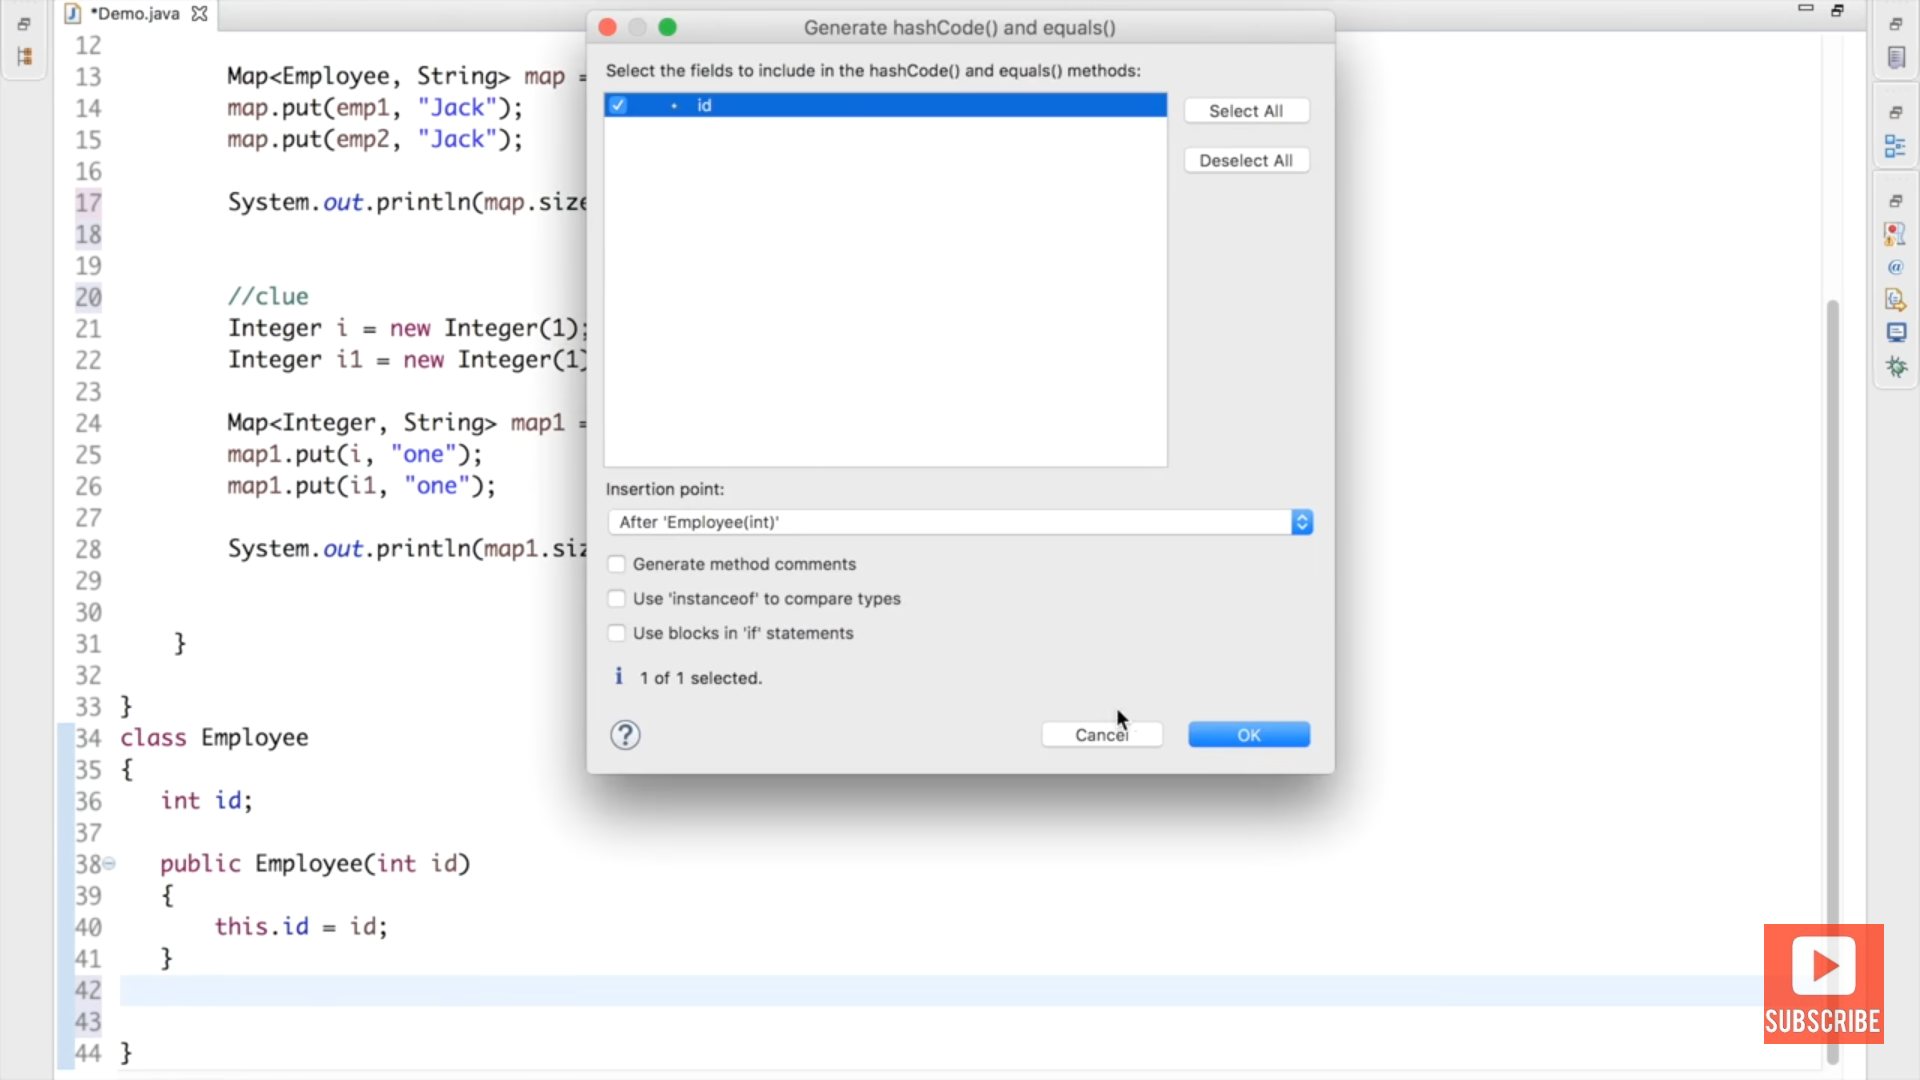 *Demo.java
12
13 Map<Employee, String> map =
14 map.put(emp1, "Jack");
15 map.put(emp2, "Jack");
16
17 System.out.println(map.size
18
19
20 //clue
21 Integer i = new Integer(1);
22 Integer i1 = new Integer(1)
23
24 Map<Integer, String> map1 =
25 map1.put(i, "one");
26 map1.put(i1, "one");
27
28 System.out.println(map1.siz
29
30
31 }
32
33 }
34 class Employee
35 {
36 int id;
37
38 public Employee(int id)
39 {
40 this.id = id;
41 }
42
43
44 }
Generate hashCode() and equals()
Select the fields to include in the hashCode() and equals() methods:
id
Select All
Deselect All
Insertion point:
After 'Employee(int)'
Generate method comments
Use 'instanceof' to compare types
Use blocks in 'if' statements
i 1 of 1 selected.
?
Cancel
OK
SUBSCRIBE